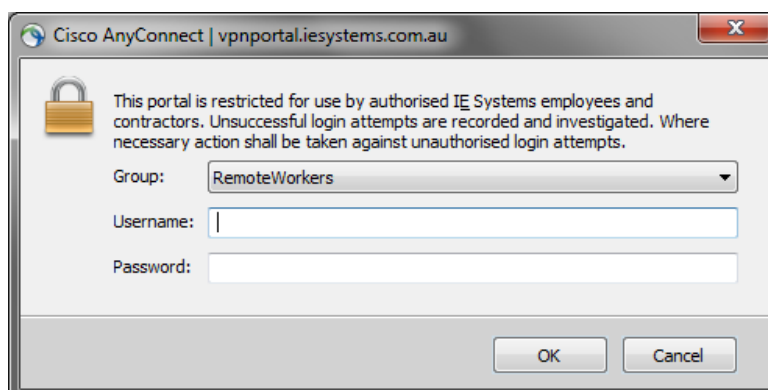 Cisco AnyConnect | vpnportal.iesystems.com.au
x
This portal is restricted for use by authorised IE Systems employees and
contractors. Unsuccessful login attempts are recorded and investigated. Where
necessary action shall be taken against unauthorised login attempts.
Group: RemoteWorkers
Username:
Password:
OK Cancel